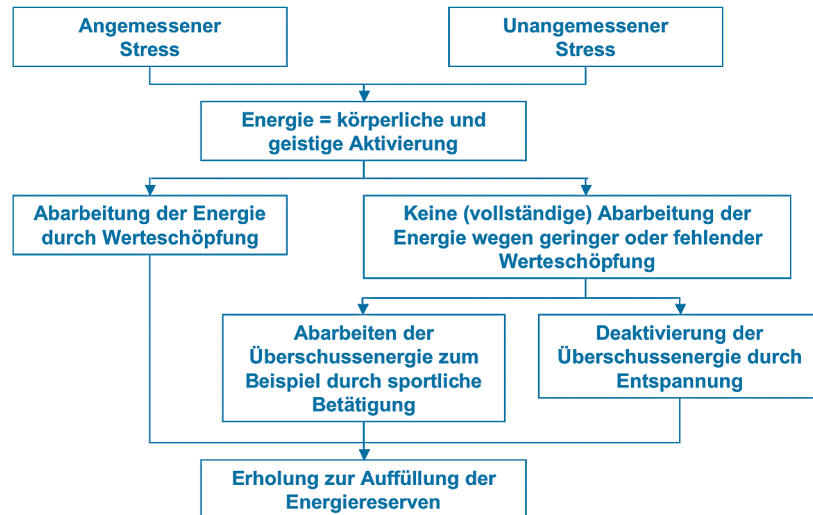 Angemessener
Stress
Unangemessener
Stress
Energie = körperliche und
geistige Aktivierung
Abarbeitung der Energie
durch Werteschöpfung
Keine (vollständige) Abarbeitung der
Energie wegen geringer oder fehlender
Werteschöpfung
Abarbeiten der
Überschussenergie zum
Beispiel durch sportliche
Betätigung
Deaktivierung der
Überschussenergie durch
Entspannung
Erholung zur Auffüllung der
Energiereserven